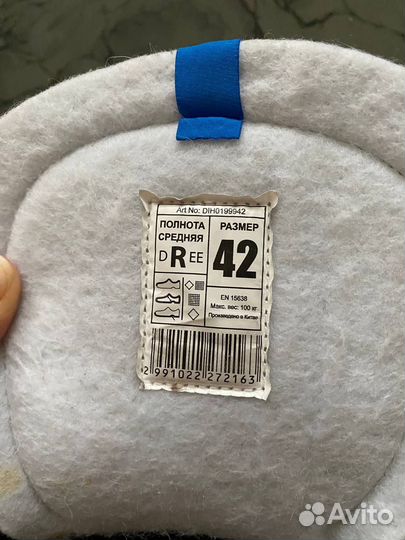 Art No: DIH0199942
ПОЛНОТА
СРЕДНЯЯ
D R EE
РАЗМЕР
42
EN 15638
Макс. вес: 100 кг
Произведено в Китае
2 991022 272163
Avito